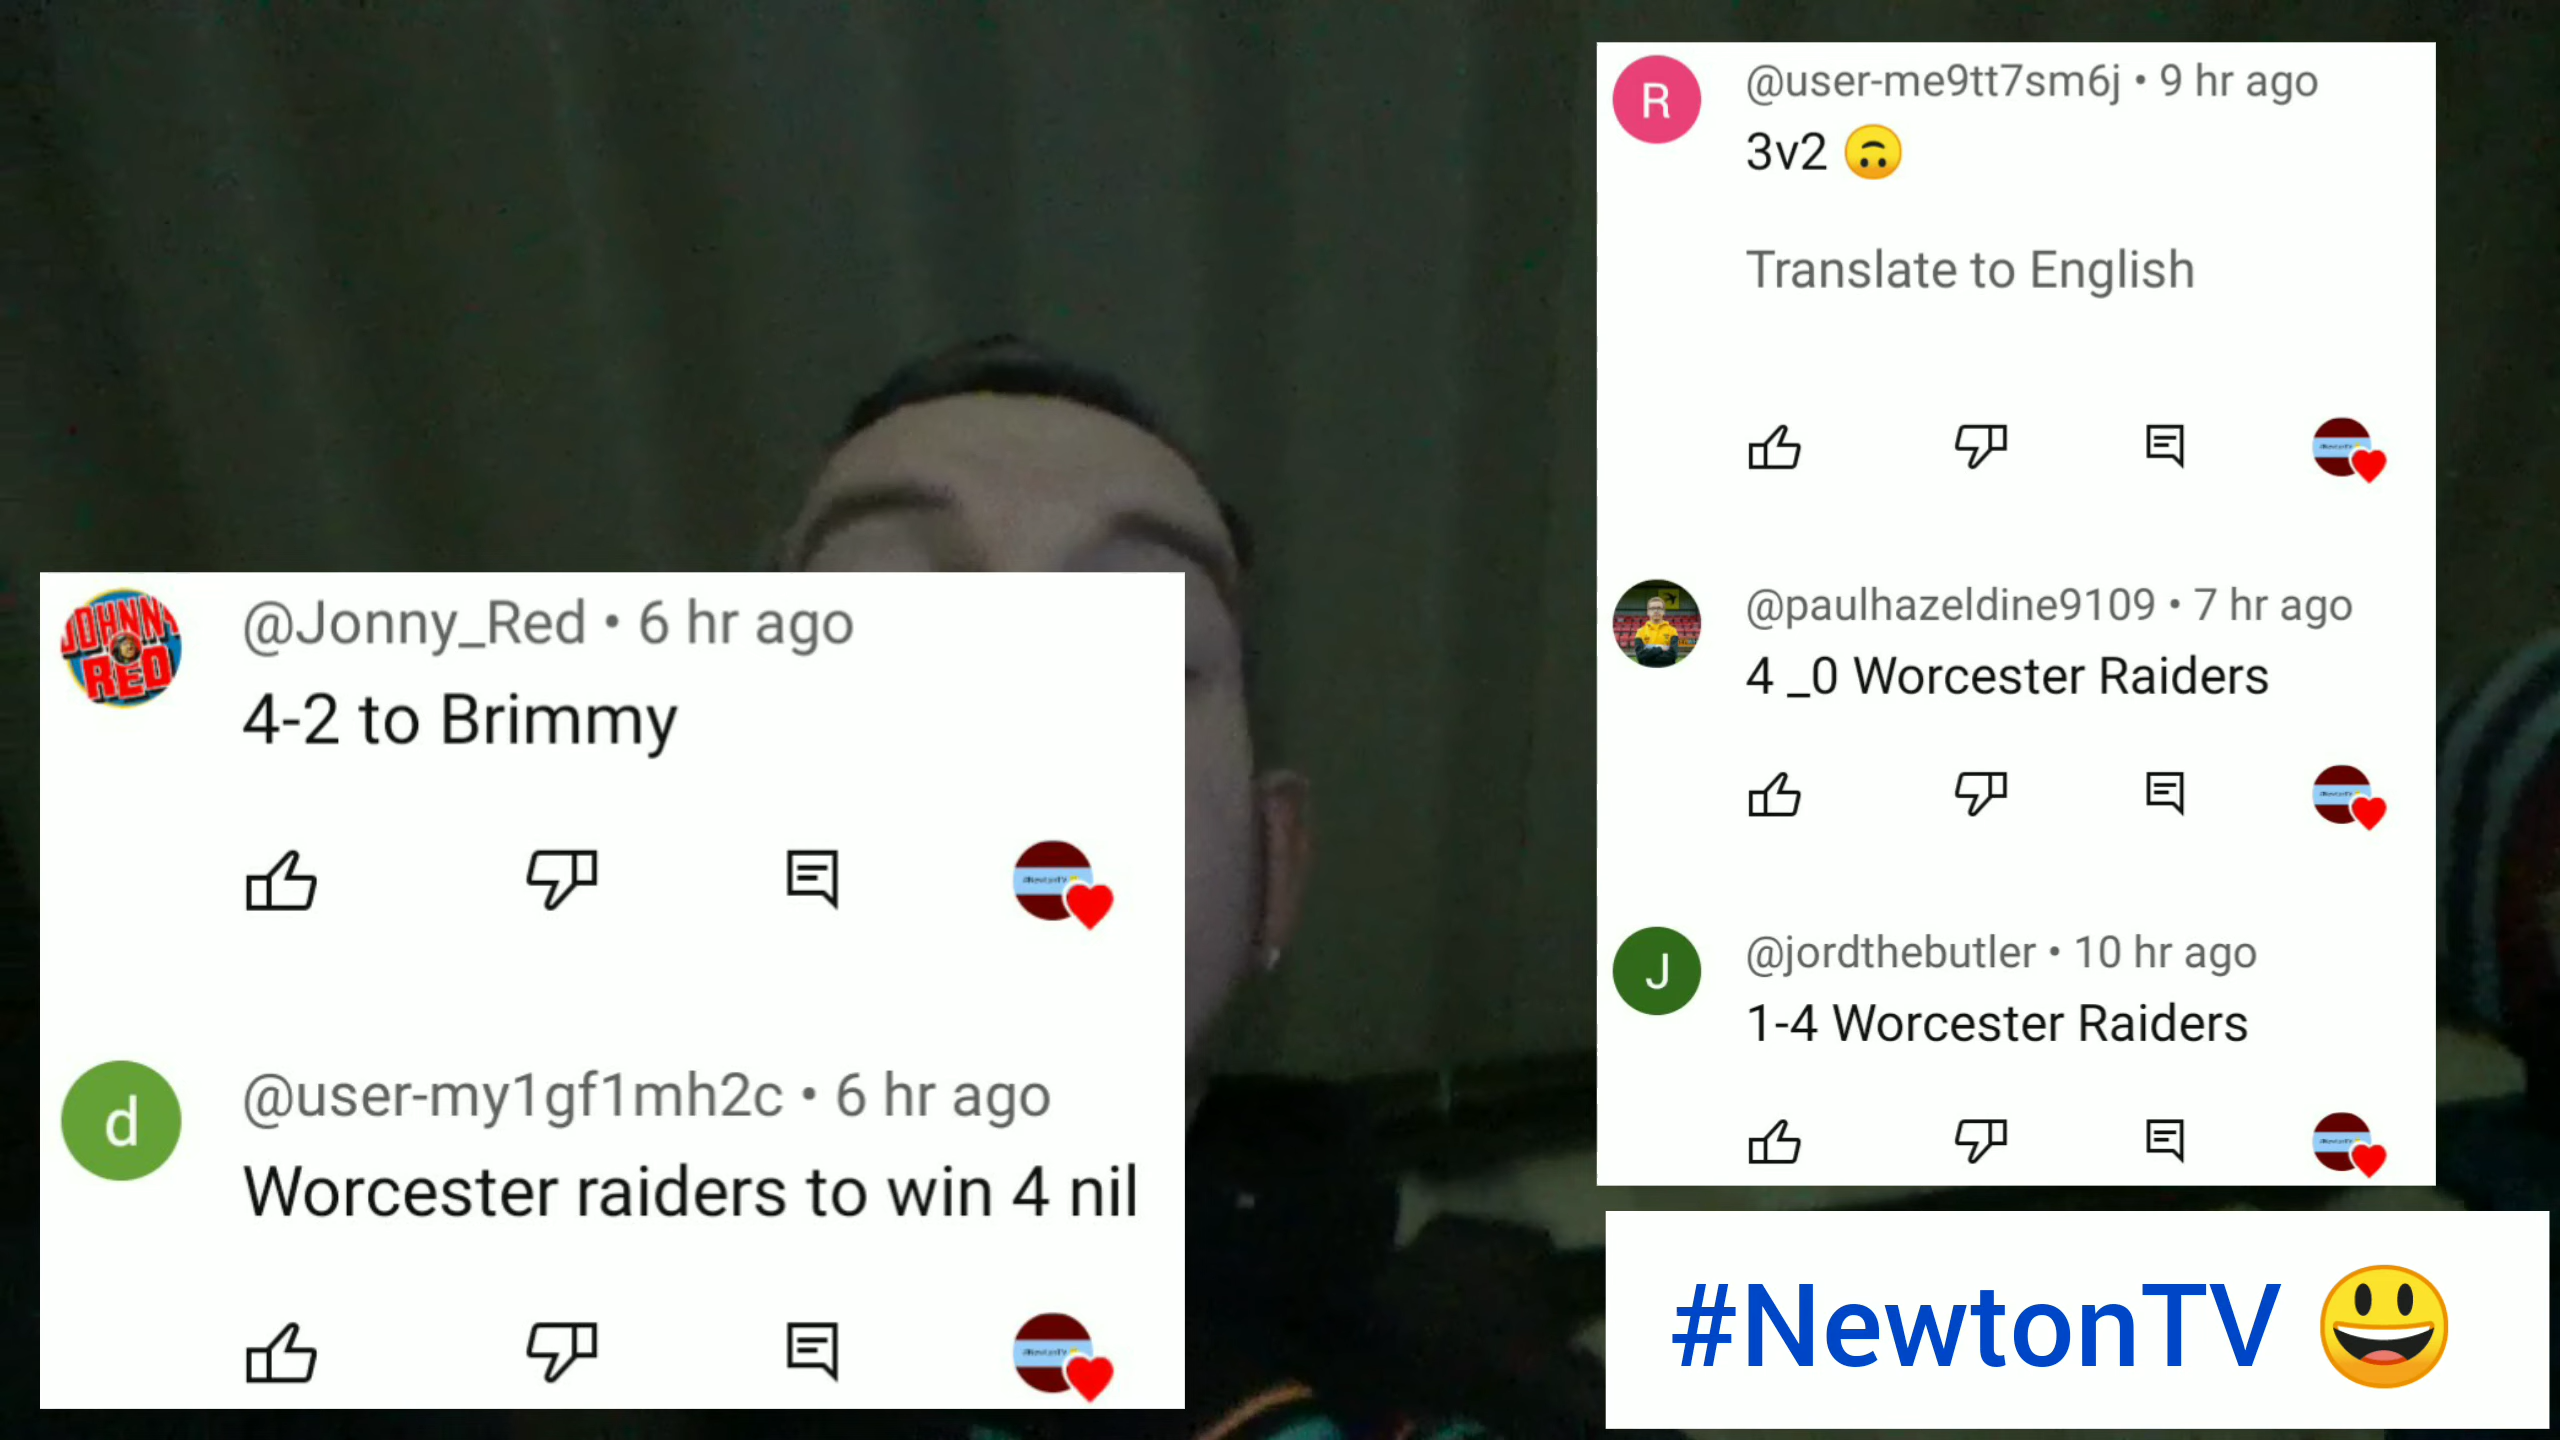 @Jonny_Red • 6 hr ago
JOHNNY
RED
4-2 to Brimmy
d
@user-my1gf1mh2c • 6 hr ago
Worcester raiders to win 4 nil
R
@user-me9tt7sm6j • 9 hr ago
3v2 🙃
Translate to English
@paulhazeldine9109 • 7 hr ago
4 _0 Worcester Raiders
J
@jordthebutler • 10 hr ago
1-4 Worcester Raiders
#NewtonTV 😃